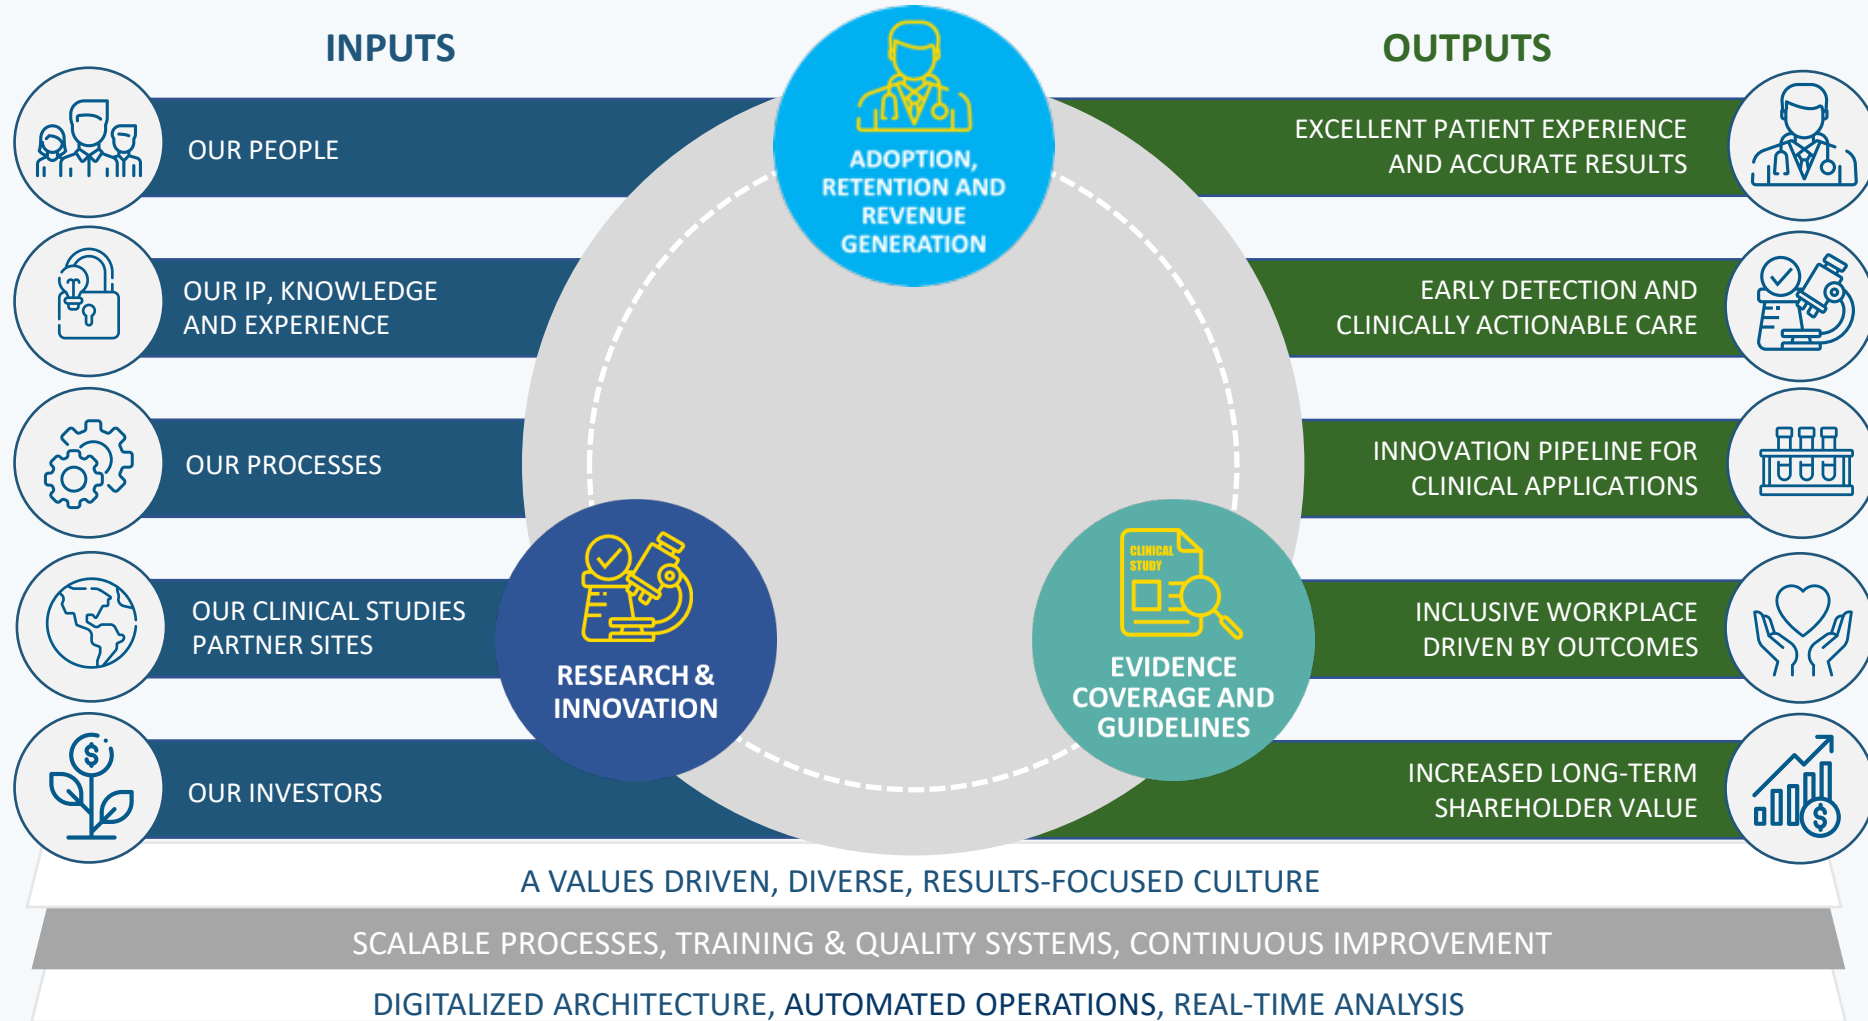 INPUTS
OUR PEOPLE
OUR IP, KNOWLEDGE
AND EXPERIENCE
OUR PROCESSES
OUR CLINICAL STUDIES
PARTNER SITES
OUR INVESTORS
ADOPTION,
RETENTION AND
REVENUE
GENERATION
RESEARCH &
INNOVATION
CLINICAL
STUDY
EVIDENCE
COVERAGE AND
GUIDELINES
OUTPUTS
EXCELLENT PATIENT EXPERIENCE
AND ACCURATE RESULTS
EARLY DETECTION AND
CLINICALLY ACTIONABLE CARE
INNOVATION PIPELINE FOR
CLINICAL APPLICATIONS
INCLUSIVE WORKPLACE
DRIVEN BY OUTCOMES
INCREASED LONG-TERM
SHAREHOLDER VALUE
$
$
A VALUES DRIVEN, DIVERSE, RESULTS-FOCUSED CULTURE
SCALABLE PROCESSES, TRAINING & QUALITY SYSTEMS, CONTINUOUS IMPROVEMENT
DIGITALIZED ARCHITECTURE, AUTOMATED OPERATIONS, REAL-TIME ANALYSIS